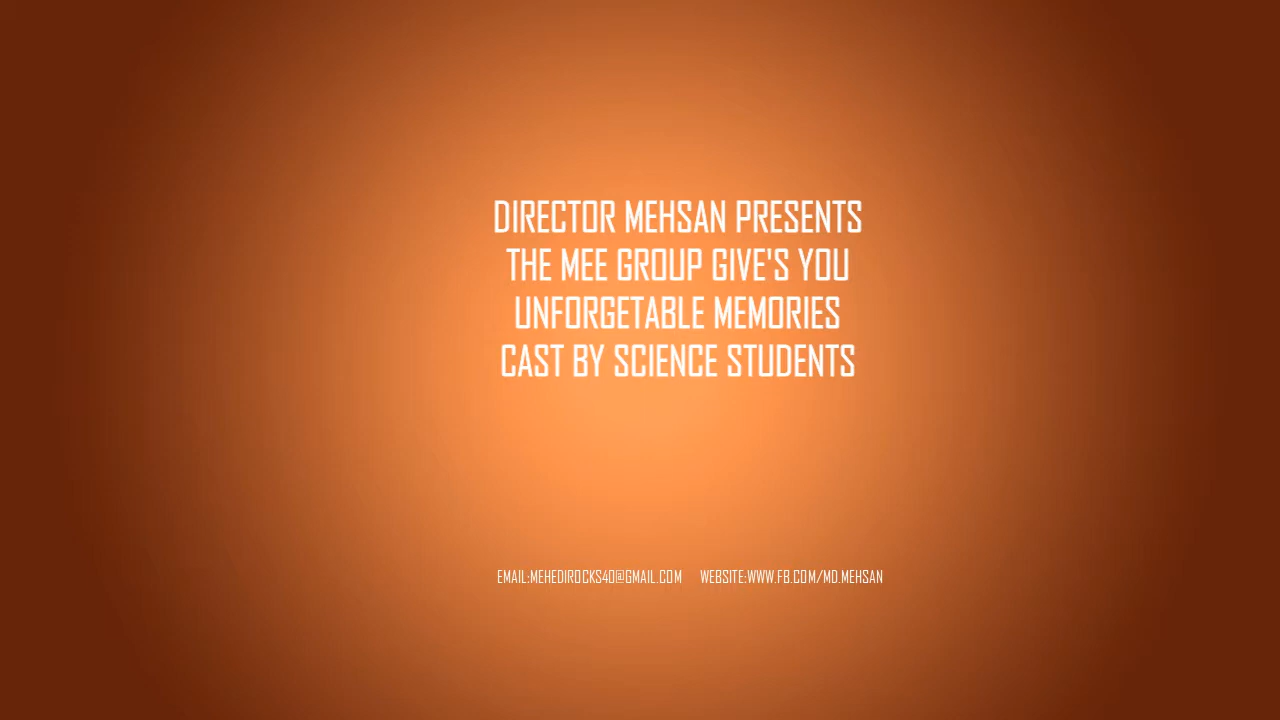 DIRECTOR MEHSAN PRESENTS
THE MEE GROUP GIVE'S YOU
UNFORGETABLE MEMORIES
CAST BY SCIENCE STUDENTS
EMAIL:MEHEDIROCKS40@GMAIL.COM WEBSITE:WWW.FB.COM/MD.MEHSAN